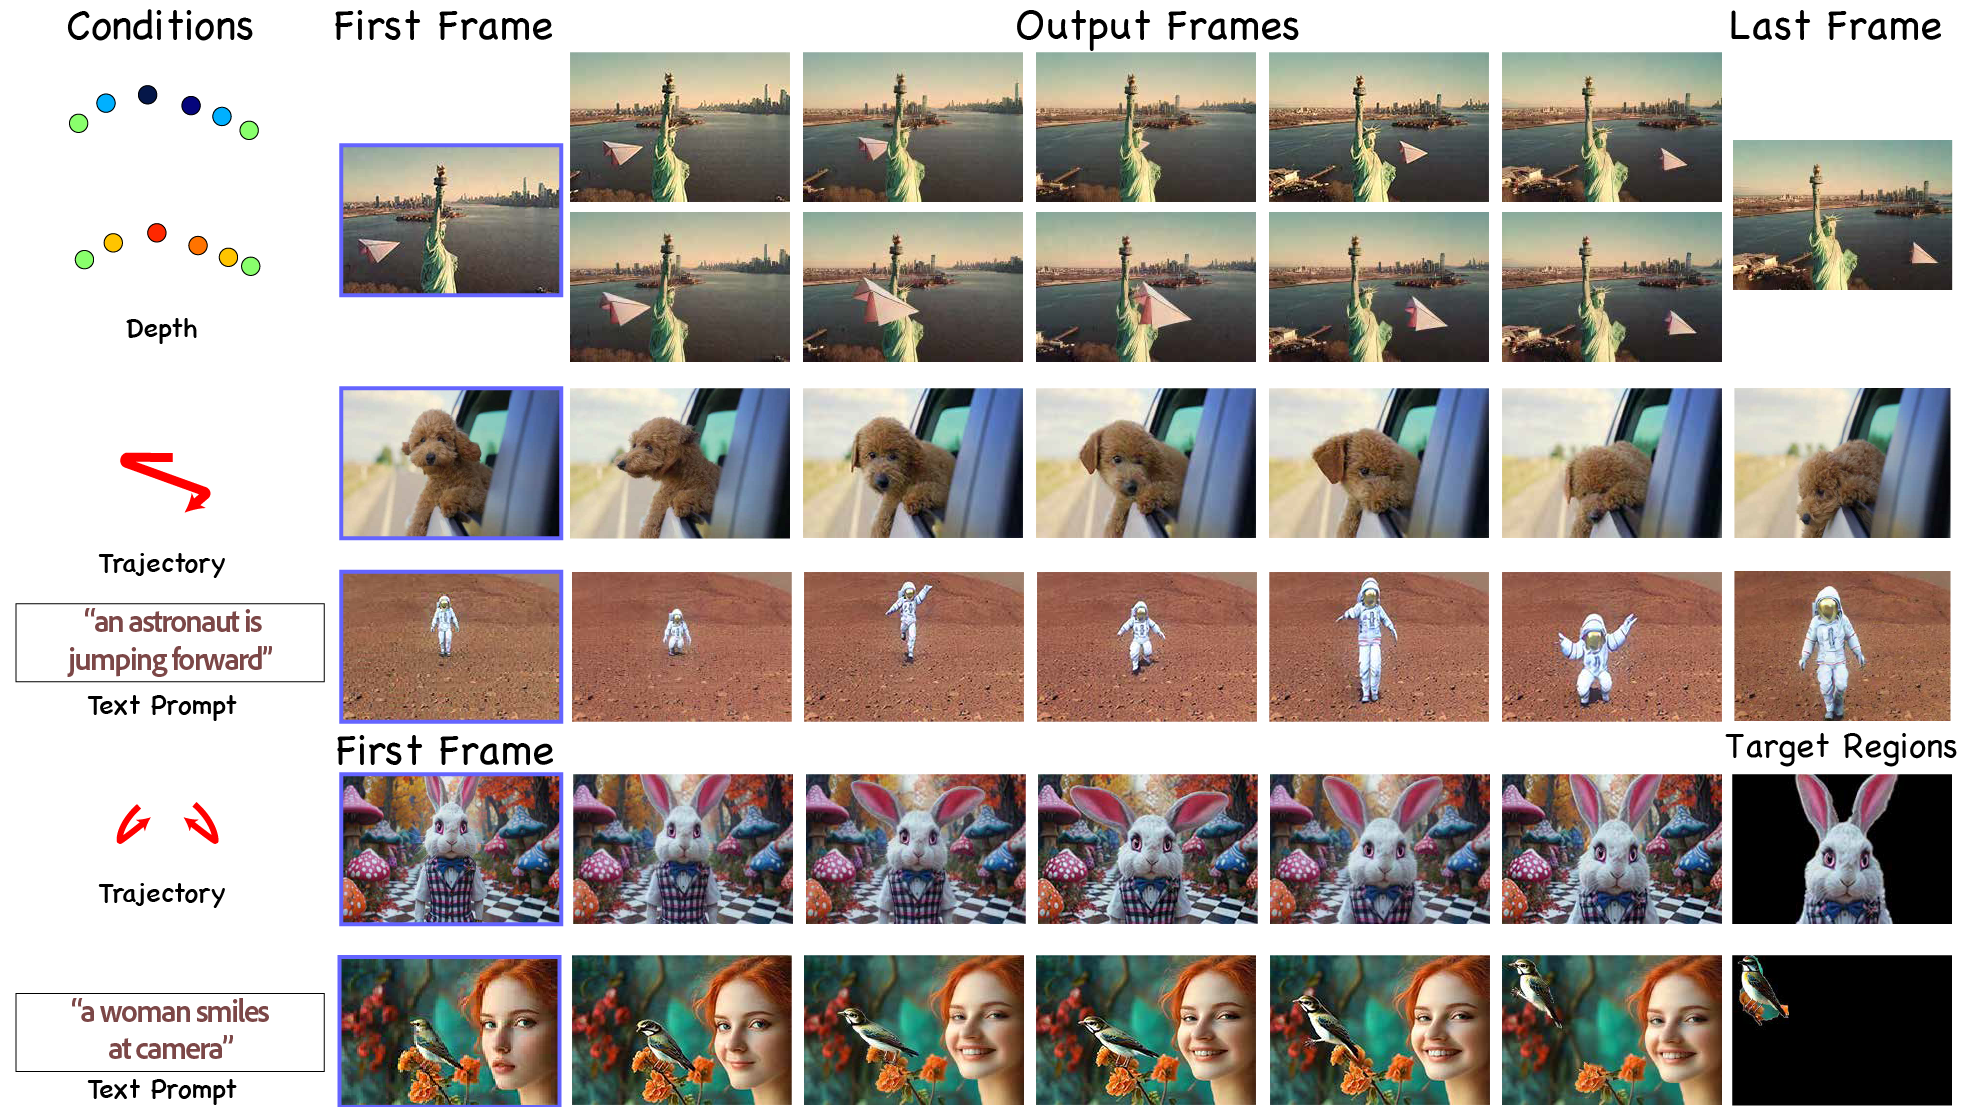 Conditions
First Frame
Output Frames
Last Frame
Depth
Trajectory
“an astronaut is
jumping forward”
Text Prompt
First Frame
Target Regions
Trajectory
“a woman smiles
at camera”
Text Prompt